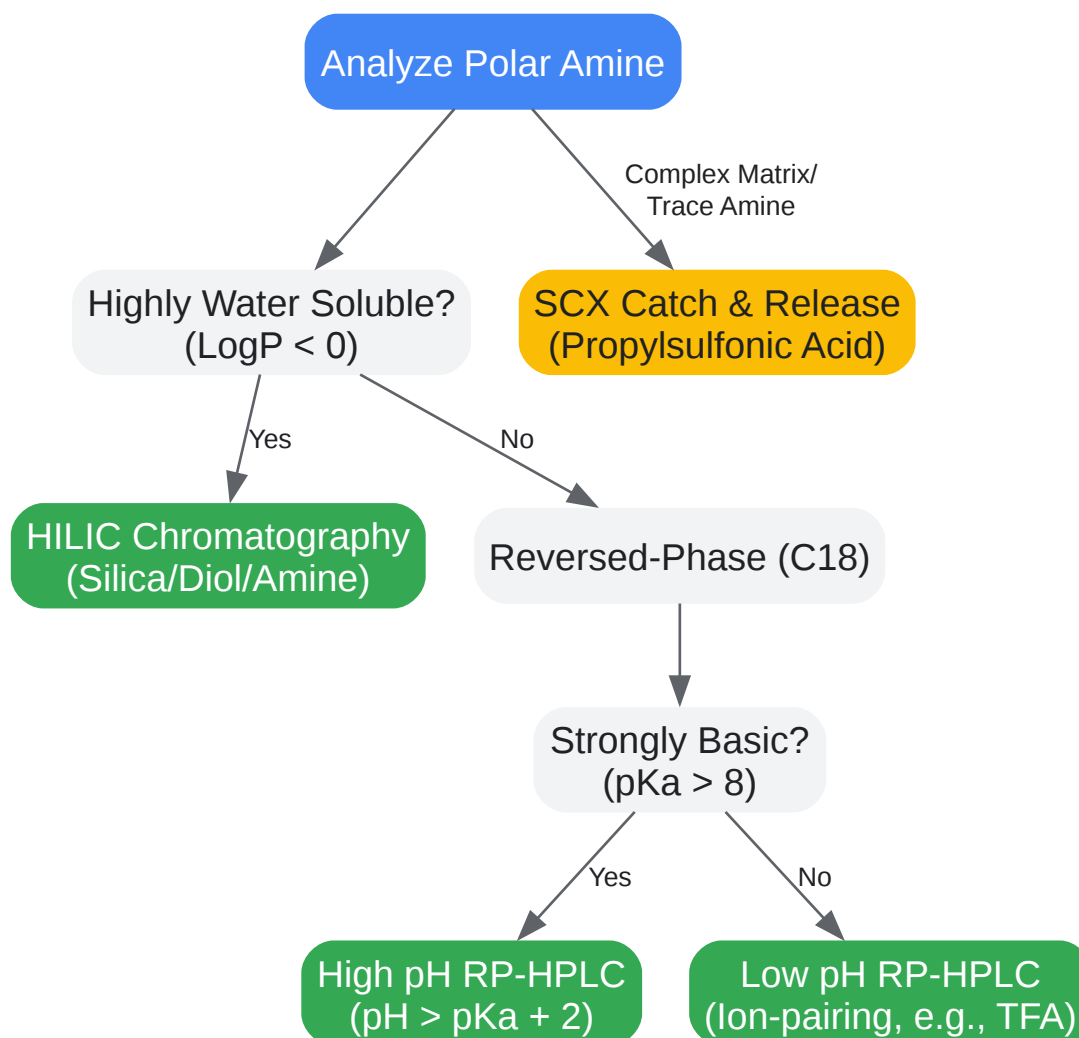 Analyze Polar Amine
Complex Matrix/
Trace Amine
Highly Water Soluble?
(LogP < 0)
SCX Catch & Release
(Propylsulfonic Acid)
Yes
No
HILIC Chromatography
(Silica/Diol/Amine)
Reversed-Phase (C18)
Strongly Basic?
(pKa > 8)
Yes
No
High pH RP-HPLC
(pH > pKa + 2)
Low pH RP-HPLC
(Ion-pairing, e.g., TFA)